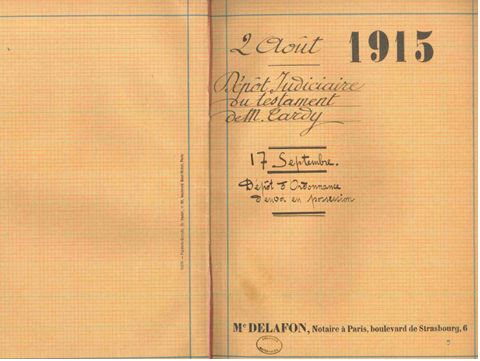 2 Août 1915
Dépôt Judiciaire
du testament
de M. Tardy
17 Septembre.
Dépôt d'Ordonnance
d'envoi en possession
Mᵉ DELAFON, Notaire à Paris, boulevard de Strasbourg, 6